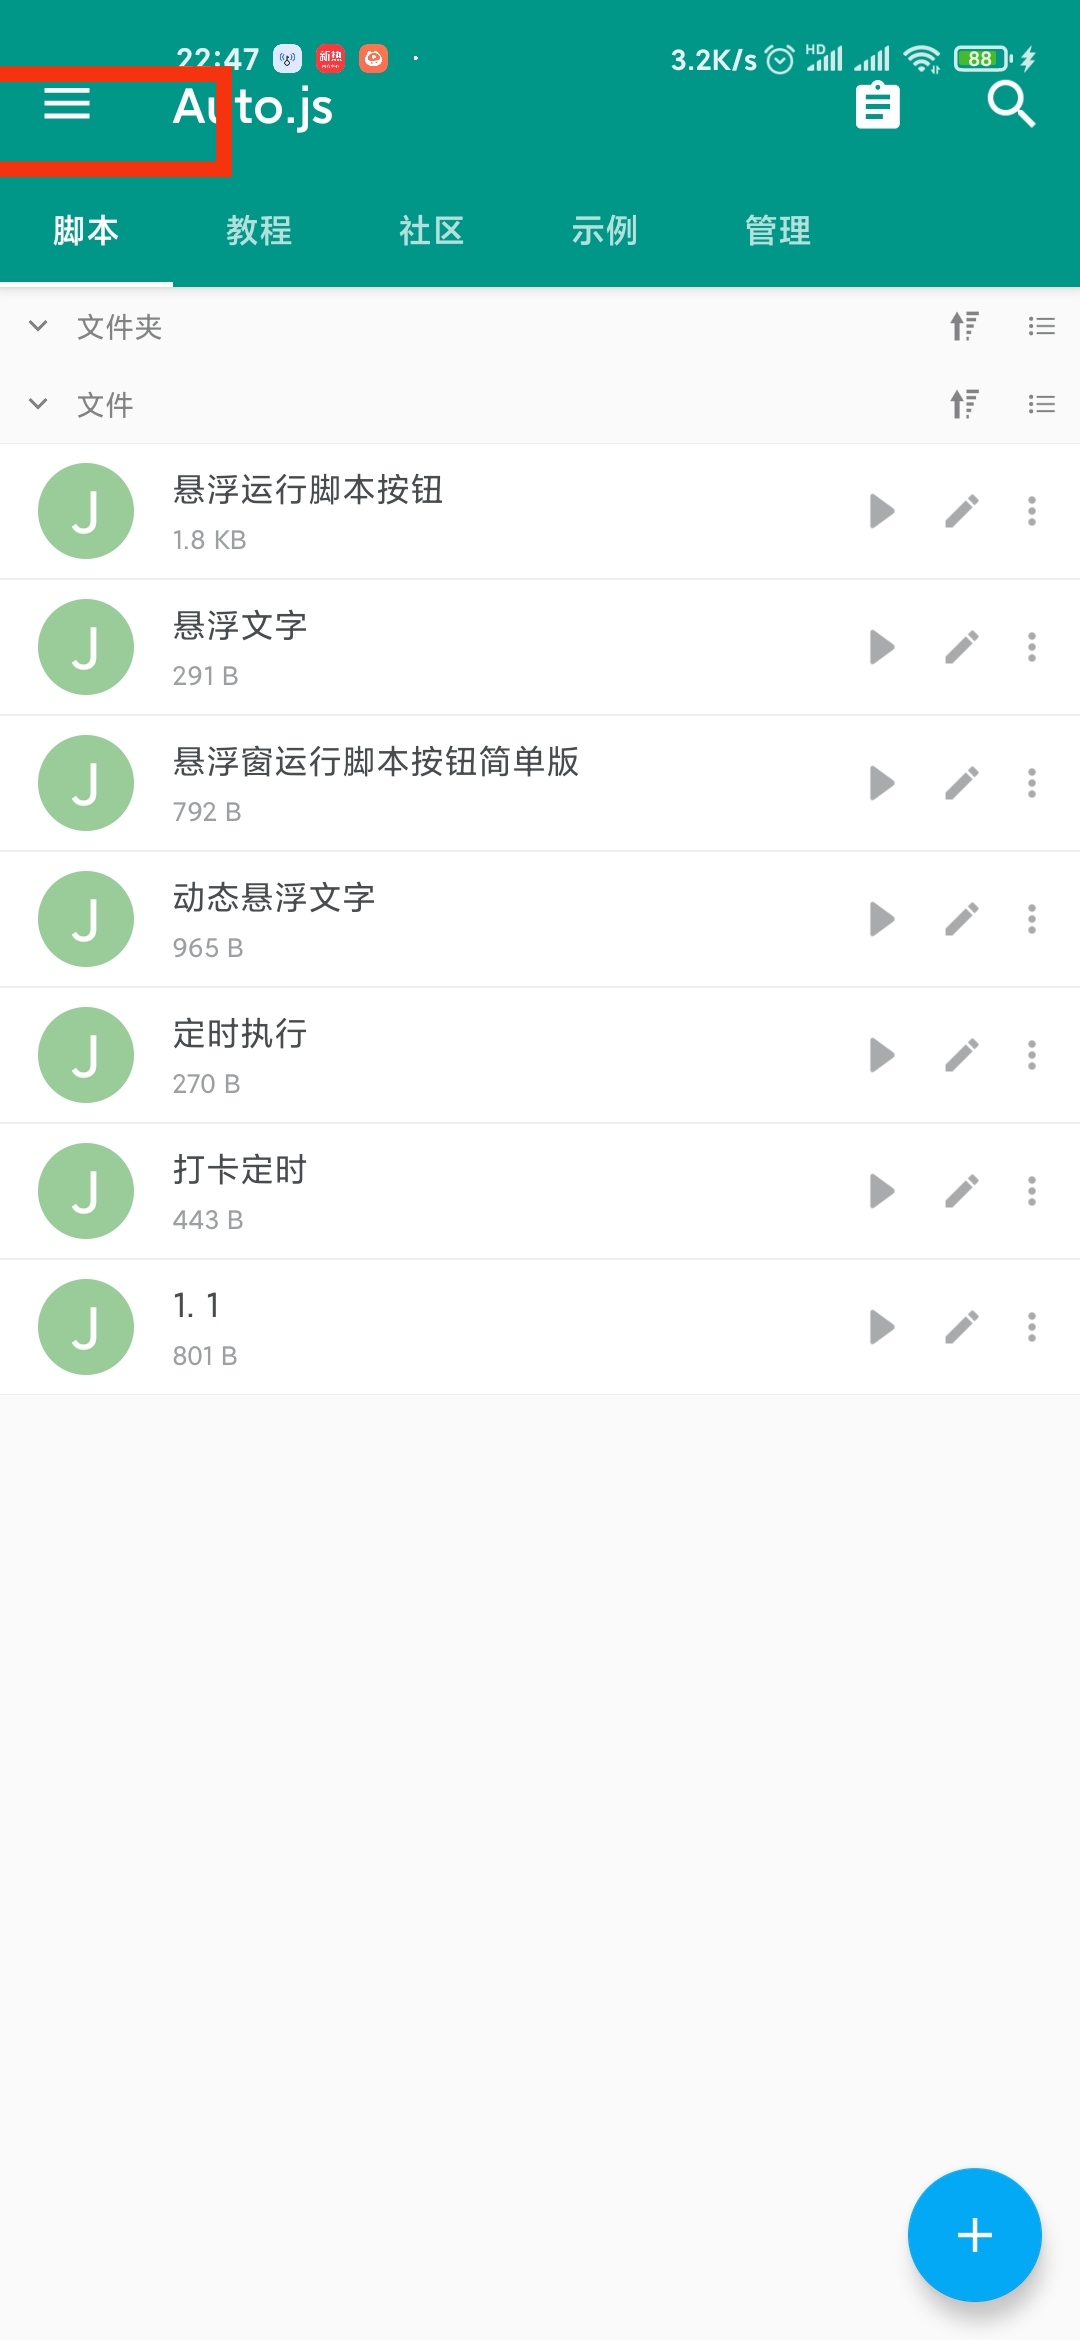 22:47 新热 3.2K/s HD 88
Auto.js
脚本 教程 社区 示例 管理
文件夹
文件
J 悬浮运行脚本按钮
1.8 KB
J 悬浮文字
291 B
J 悬浮窗运行脚本按钮简单版
792 B
J 动态悬浮文字
965 B
J 定时执行
270 B
J 打卡定时
443 B
J 1. 1
801 B